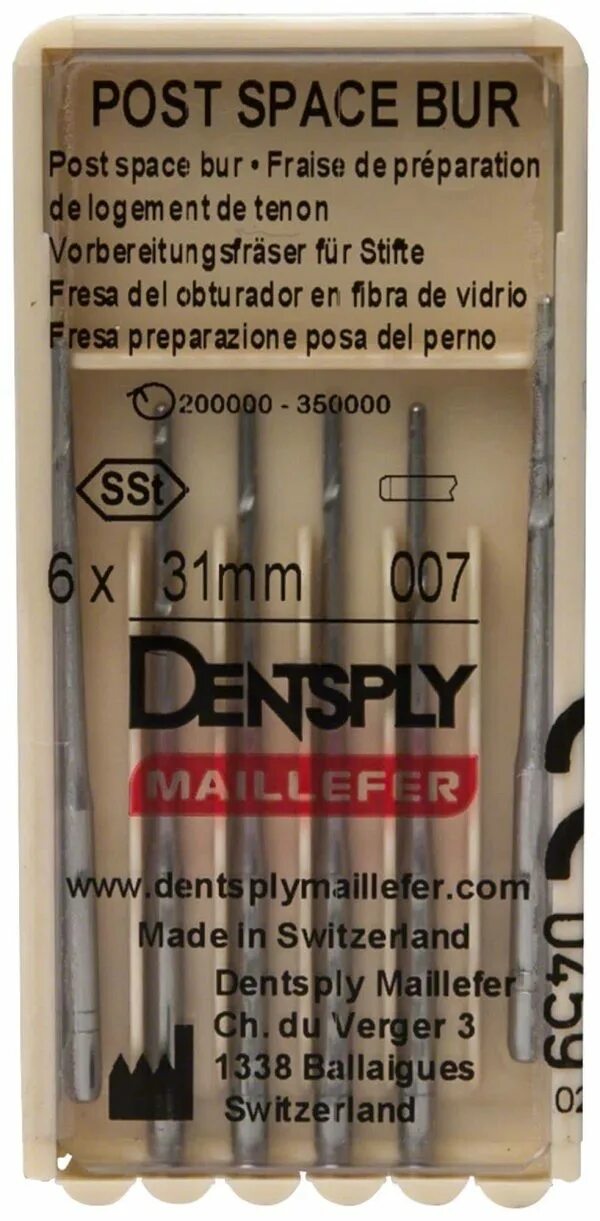 POST SPACE BUR
Post space bur • Fraise de préparation
de logement de tenon
Vorbereitungsfräser für Stifte
Fresa del obturador en fibra de vidrio
Fresa preparazione posa del perno
200000 - 350000
SSt
6 x 31mm 007
DENTSPLY
MAILLEFER
www.dentsplymaillefer.com
Made in Switzerland
Dentsply Maillefer
Ch. du Verger 3
1338 Ballaigues
Switzerland
0459